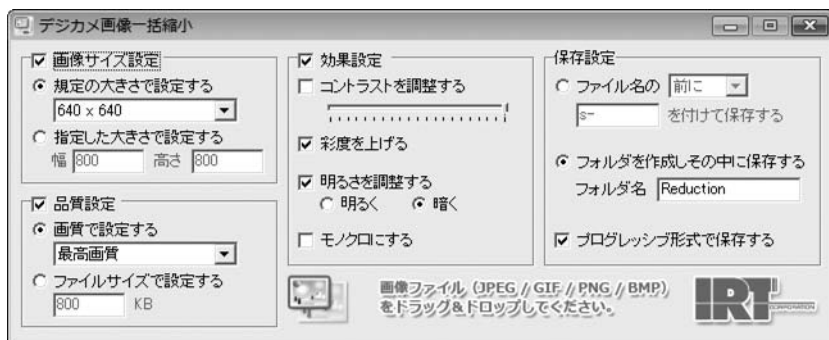 デジカメ画像一括縮小
画像サイズ設定
規定の大きさで設定する
640 x 640
指定した大きさで設定する
幅 800 高さ 800
品質設定
画質で設定する
最高画質
ファイルサイズで設定する
800 KB
効果設定
コントラストを調整する
彩度を上げる
明るさを調整する
明るく 暗く
モノクロにする
保存設定
ファイル名の 前に
s- を付けて保存する
フォルダを作成しその中に保存する
フォルダ名 Reduction
プログレッシブ形式で保存する
画像ファイル（JPEG / GIF / PNG / BMP）
をドラッグ&ドロップしてください。
IRT
CORPORATION